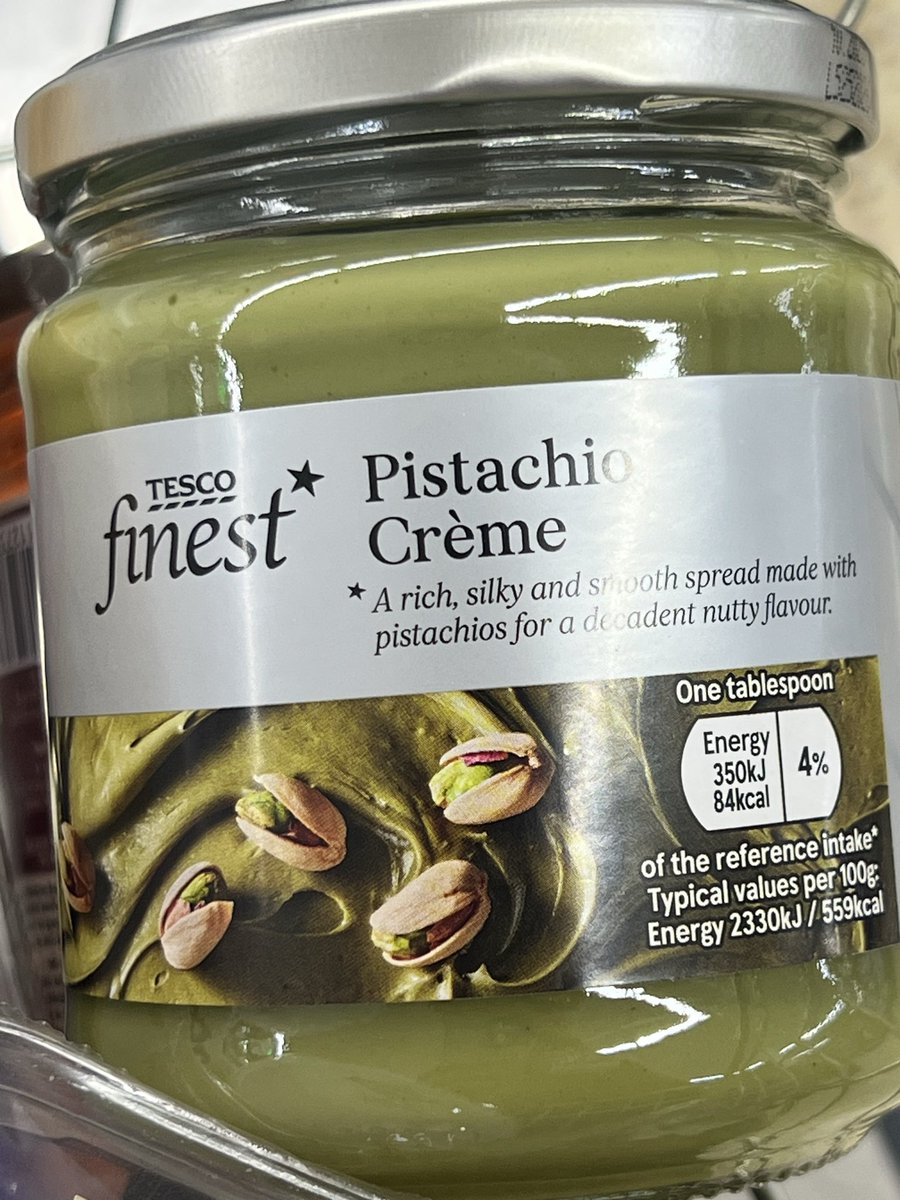 TESCO
finest★
Pistachio
Crème
★ A rich, silky and smooth spread made with
pistachios for a decadent nutty flavour.
One tablespoon
Energy
350kJ
84kcal
4%
of the reference intake*
Typical values per 100g:
Energy 2330kJ / 559kcal